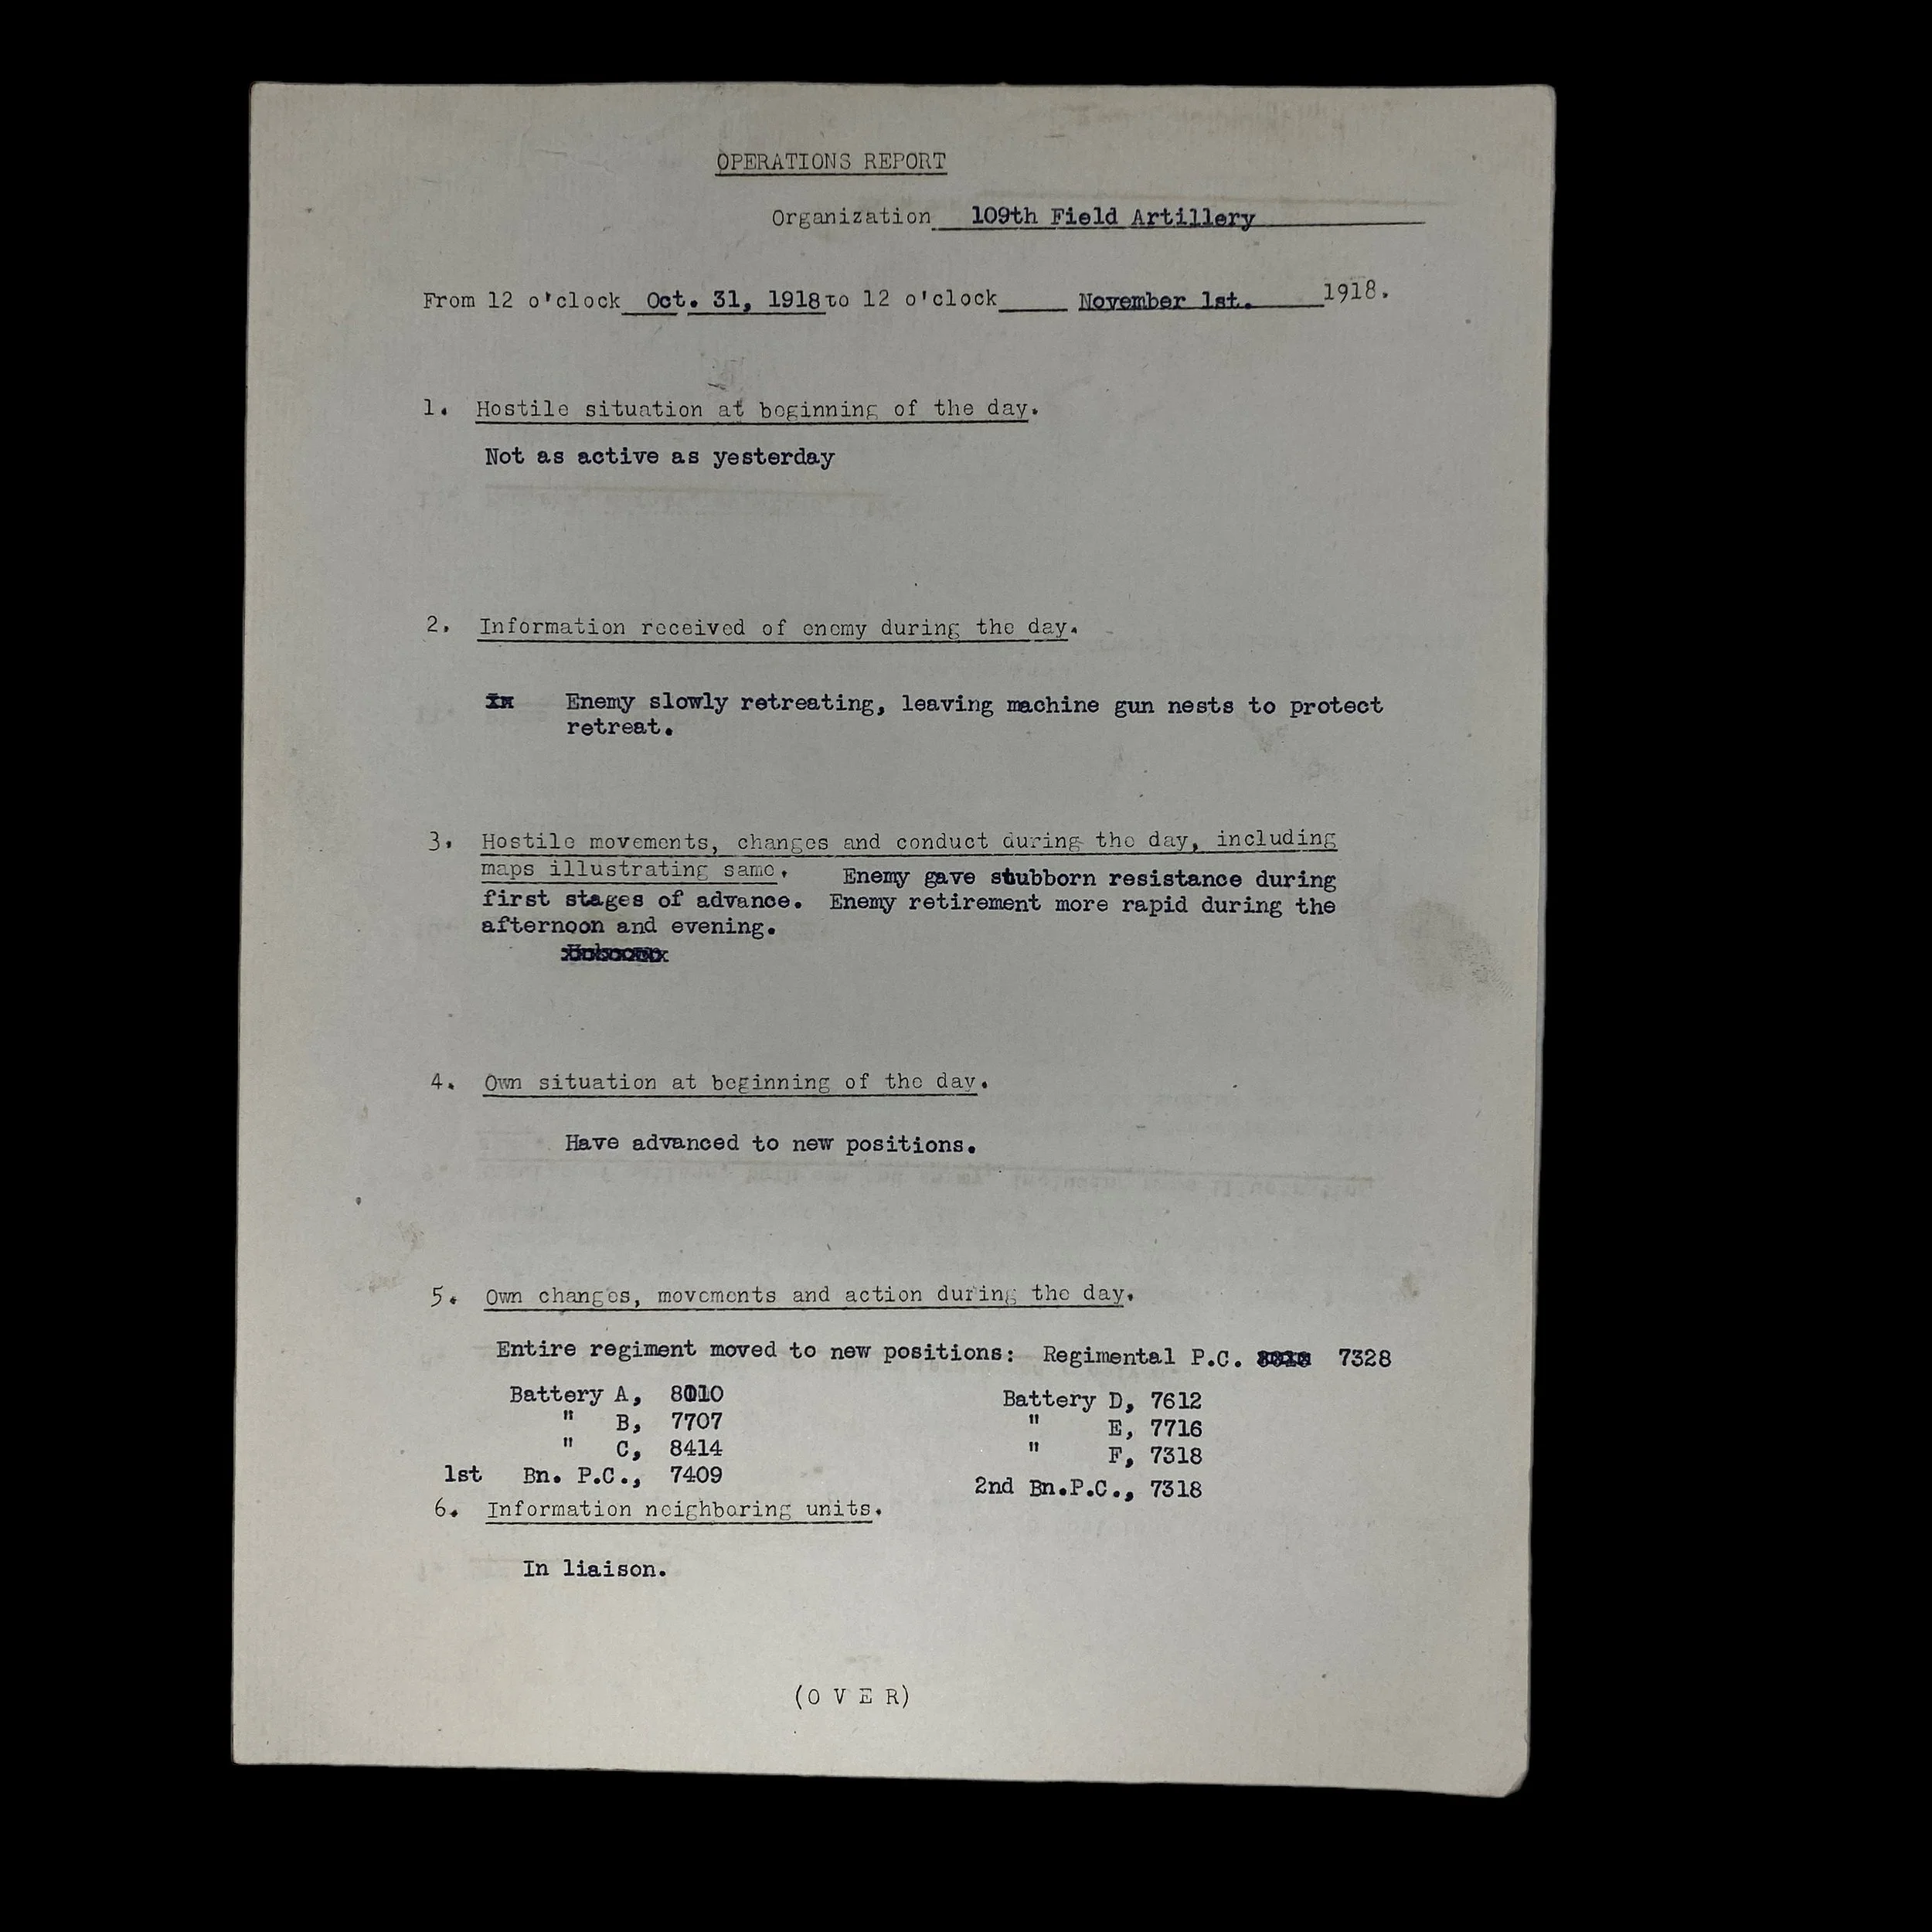 OPERATIONS REPORT
Organization 109th Field Artillery
From 12 o'clock Oct. 31, 1918 to 12 o'clock November 1st. 1918.
1. Hostile situation at beginning of the day.
Not as active as yesterday
2. Information received of enemy during the day.
Enemy slowly retreating, leaving machine gun nests to protect
retreat.
3. Hostile movements, changes and conduct during the day, including
maps illustrating same. Enemy gave stubborn resistance during
first stages of advance. Enemy retirement more rapid during the
afternoon and evening.
4. Own situation at beginning of the day.
Have advanced to new positions.
5. Own changes, movements and action during the day.
Entire regiment moved to new positions: Regimental P.C. 7328
Battery A, 8010 Battery D, 7612
" B, 7707 " E, 7716
" C, 8414 " F, 7318
1st Bn. P.C., 7409 2nd Bn.P.C., 7318
6. Information neighboring units.
In liaison.
(O V E R)